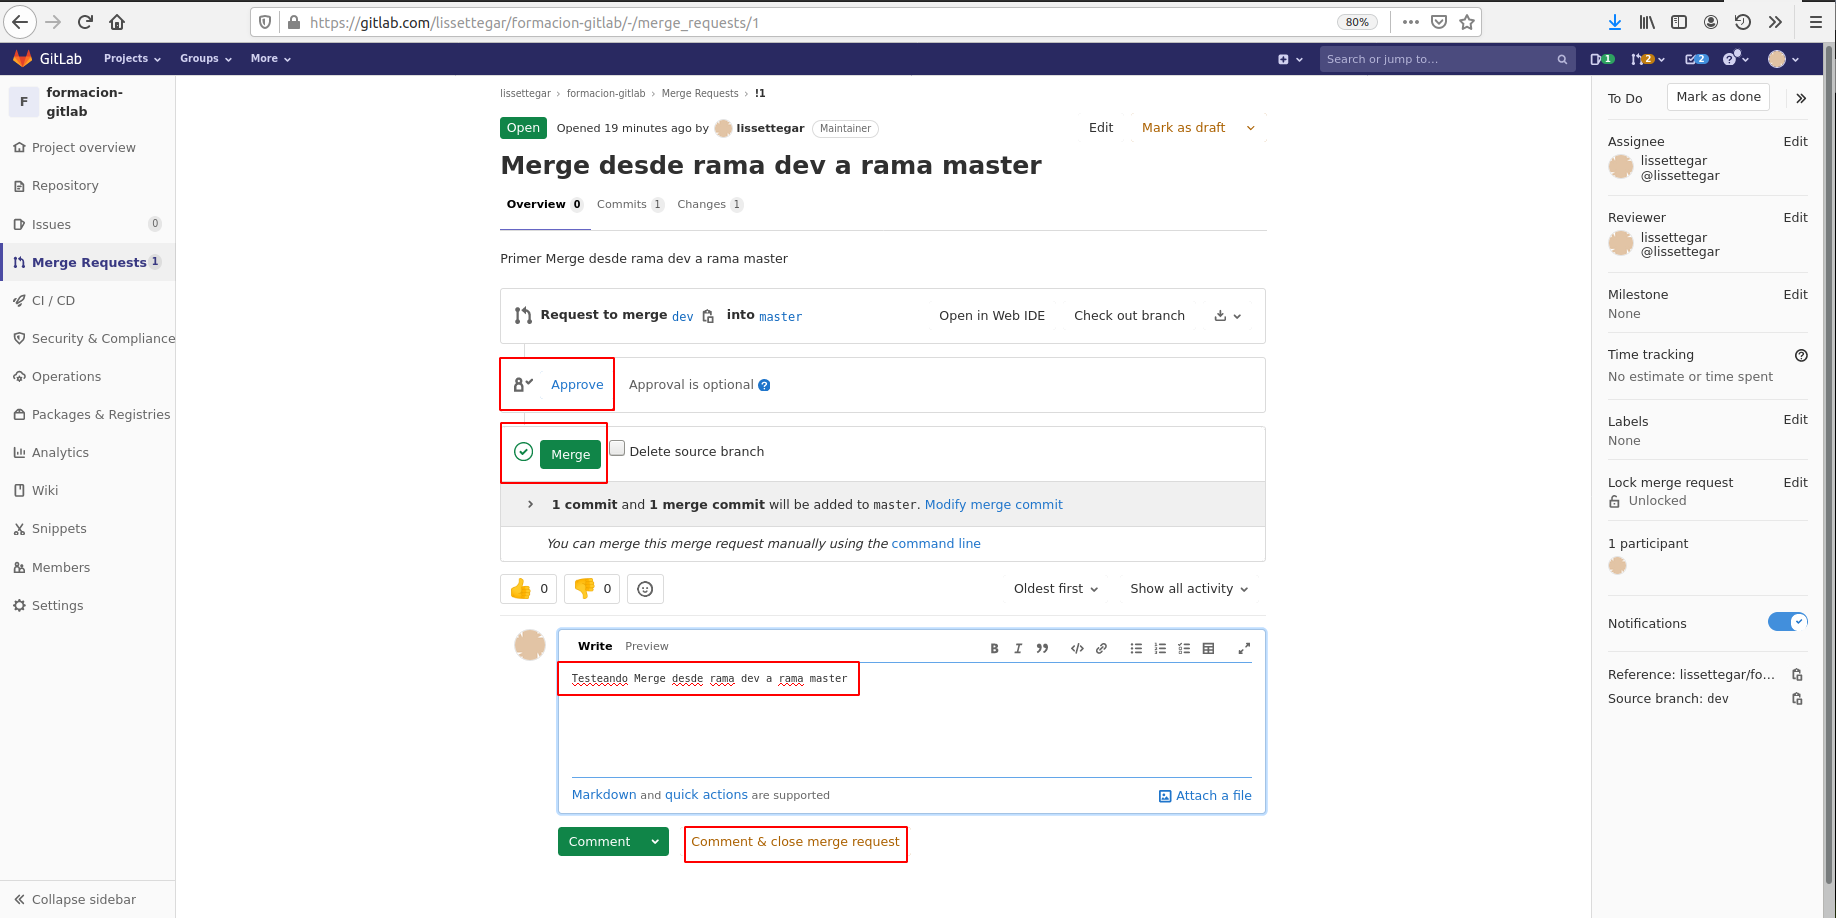 https://gitlab.com/lissettegar/formacion-gitlab/-/merge_requests/1
80%
GitLab
Projects
Groups
More
Search or jump to...
1
2
2
F
formacion-
gitlab
Project overview
Repository
Issues
0
Merge Requests
1
CI / CD
Security & Compliance
Operations
Packages & Registries
Analytics
Wiki
Snippets
Members
Settings
Collapse sidebar
lissettegar › formacion-gitlab › Merge Requests › !1
Open Opened 19 minutes ago by lissettegar Maintainer
Edit
Mark as draft
Merge desde rama dev a rama master
Overview 0 Commits 1 Changes 1
Primer Merge desde rama dev a rama master
Request to merge dev into master
Open in Web IDE
Check out branch
Approve
Approval is optional ?
Merge
Delete source branch
1 commit and 1 merge commit will be added to master. Modify merge commit
You can merge this merge request manually using the command line
0
0
Oldest first
Show all activity
Write
Preview
Testeando Merge desde rama dev a rama master
Markdown and quick actions are supported
Attach a file
Comment
Comment & close merge request
To Do
Mark as done
Assignee
Edit
lissettegar
@lissettegar
Reviewer
Edit
lissettegar
@lissettegar
Milestone
Edit
None
Time tracking
No estimate or time spent
Labels
Edit
None
Lock merge request
Edit
Unlocked
1 participant
Notifications
Reference: lissettegar/fo...
Source branch: dev